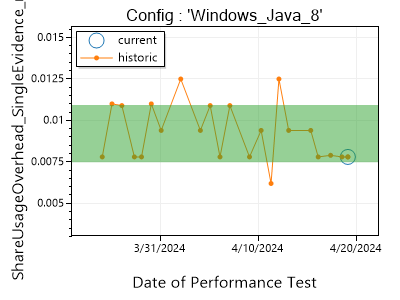 Config : 'Windows_Java_8'
current
historic
0.015
0.0125
0.01
0.0075
0.005
3/31/2024
4/10/2024
4/20/2024
Date of Performance Test
ShareUsageOverhead_SingleEvidence_